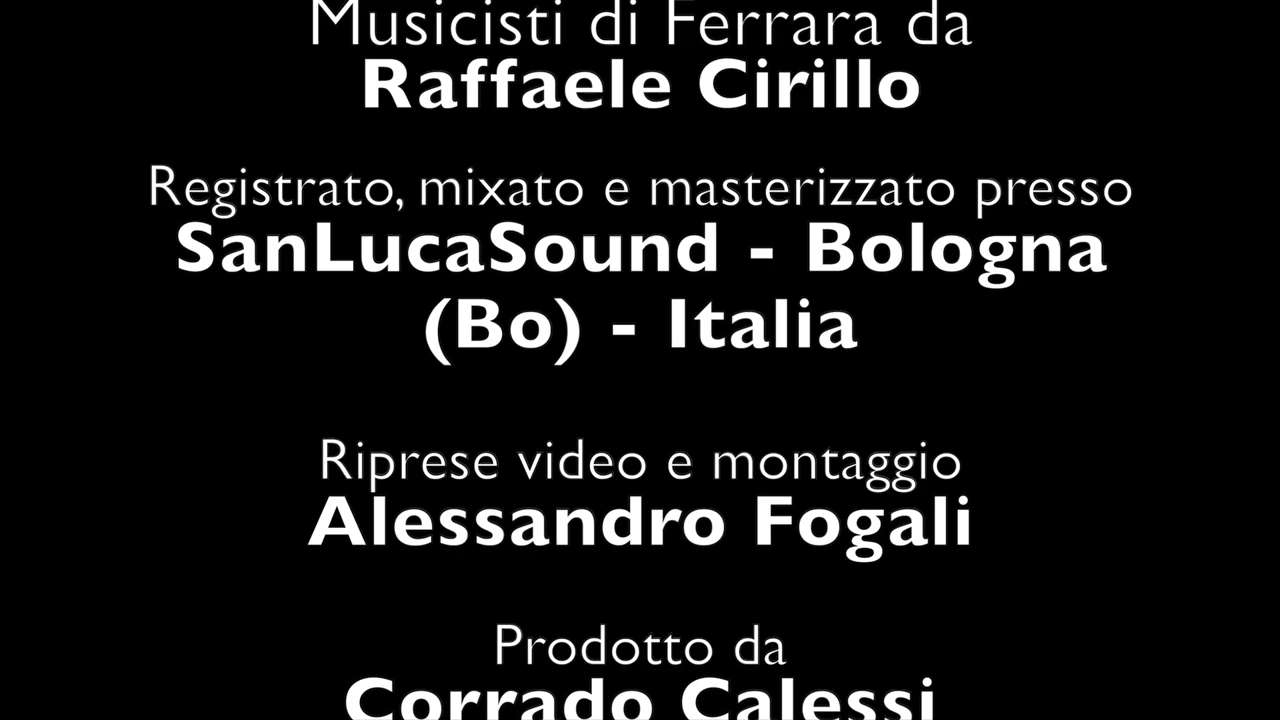 Musicisti di Ferrara da
Raffaele Cirillo
Registrato, mixato e masterizzato presso
SanLucaSound - Bologna
(Bo) - Italia
Riprese video e montaggio
Alessandro Fogali
Prodotto da
Corrado Calessi